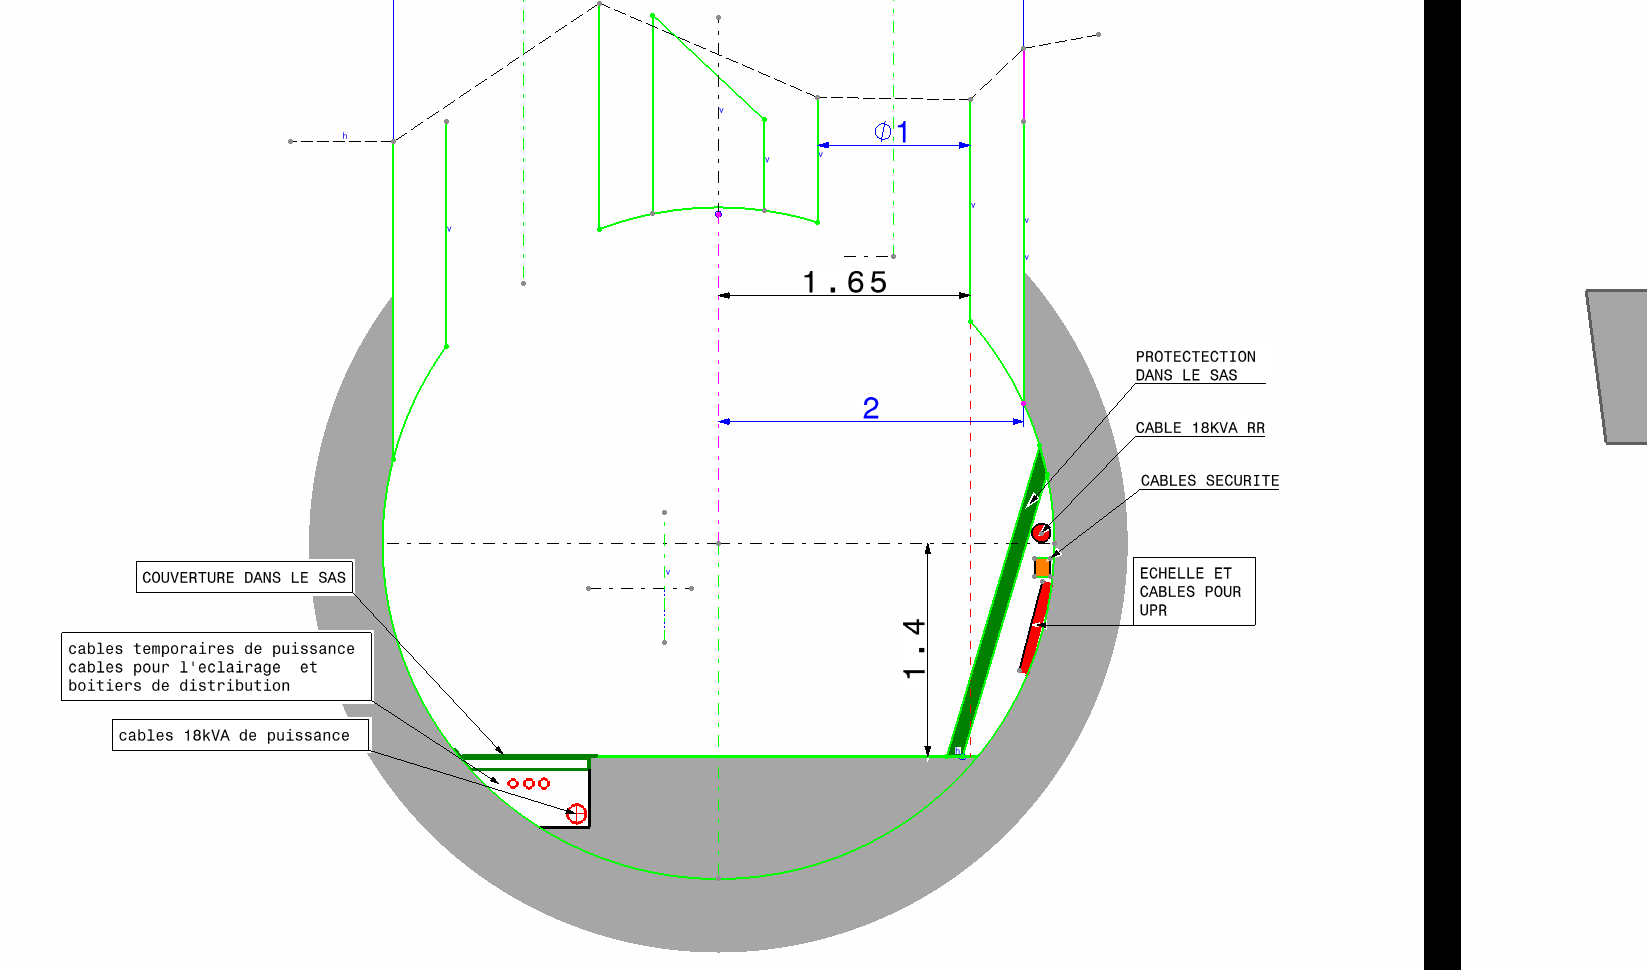 h
v
∅1
v
v
v
v
v
1.65
v
v
PROTECTECTION
DANS LE SAS
2
CABLE 18KVA RR
CABLES SECURITE
COUVERTURE DANS LE SAS
v
ECHELLE ET
CABLES POUR
UPR
1.4
cables temporaires de puissance
cables pour l'eclairage et
boitiers de distribution
cables 18kVA de puissance
h